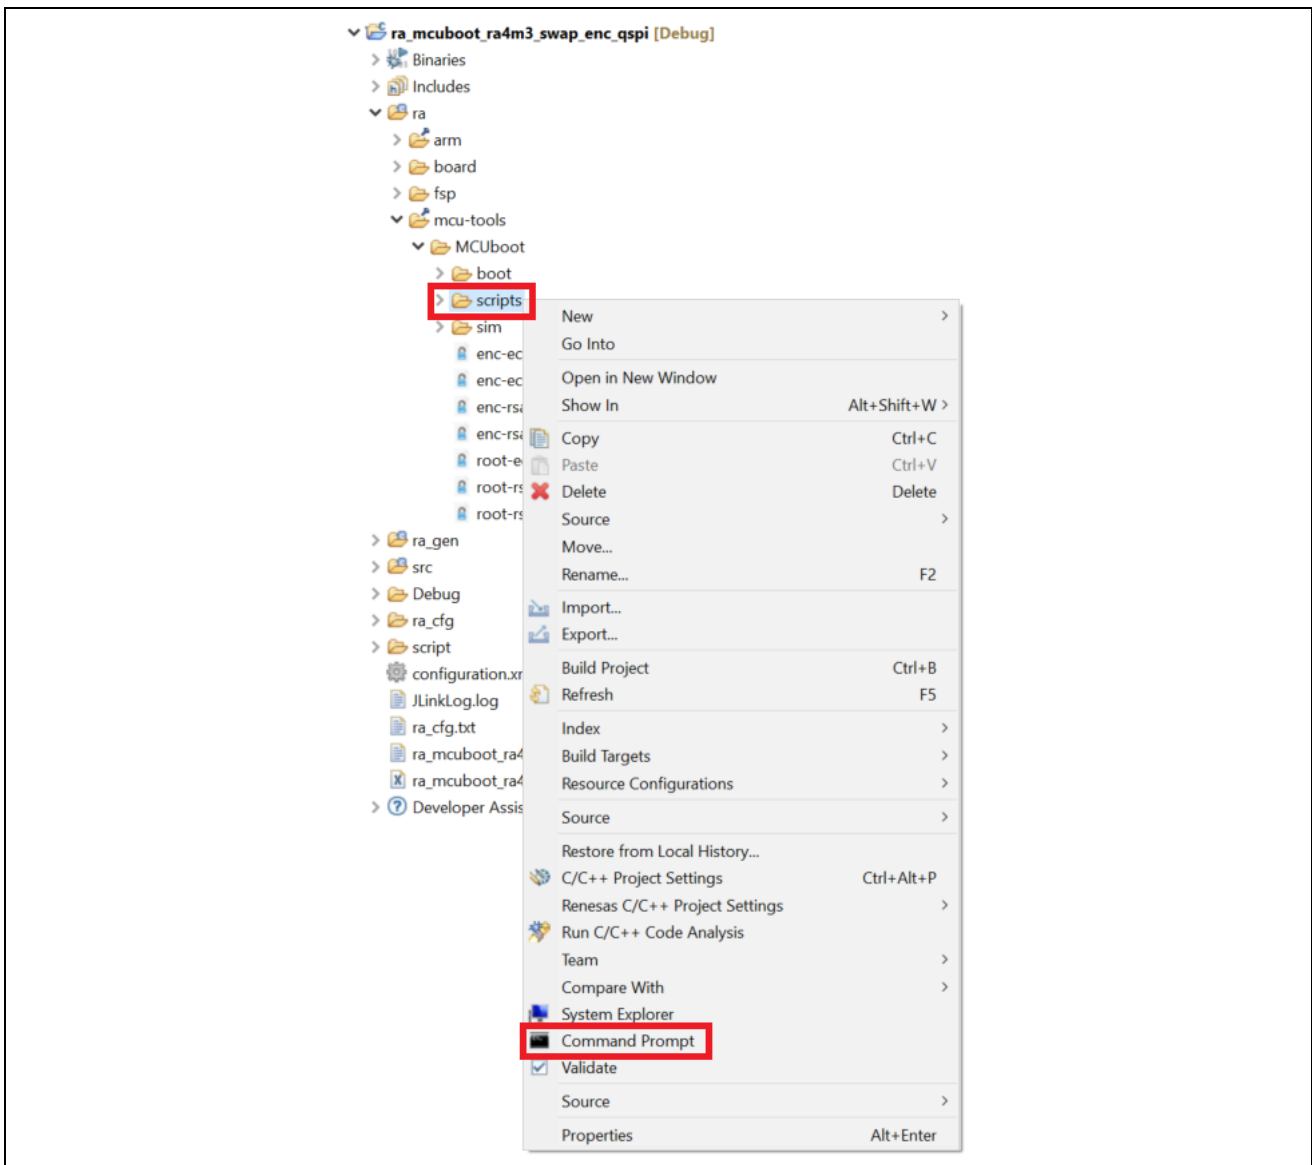 ra_mcuboot_ra4m3_swap_enc_qspi [Debug]
Binaries
Includes
ra
arm
board
fsp
mcu-tools
MCUboot
boot
scripts
sim
enc-ec
enc-ec
enc-rsa
enc-rsa
root-e
root-rs
root-rs
ra_gen
src
Debug
ra_cfg
script
configuration.xm
JLinkLog.log
ra_cfg.txt
ra_mcuboot_ra4
ra_mcuboot_ra4
Developer Assis
New
Go Into
Open in New Window
Show In Alt+Shift+W
Copy Ctrl+C
Paste Ctrl+V
Delete Delete
Source
Move...
Rename... F2
Import...
Export...
Build Project Ctrl+B
Refresh F5
Index
Build Targets
Resource Configurations
Source
Restore from Local History...
C/C++ Project Settings Ctrl+Alt+P
Renesas C/C++ Project Settings
Run C/C++ Code Analysis
Team
Compare With
System Explorer
Command Prompt
Validate
Source
Properties Alt+Enter